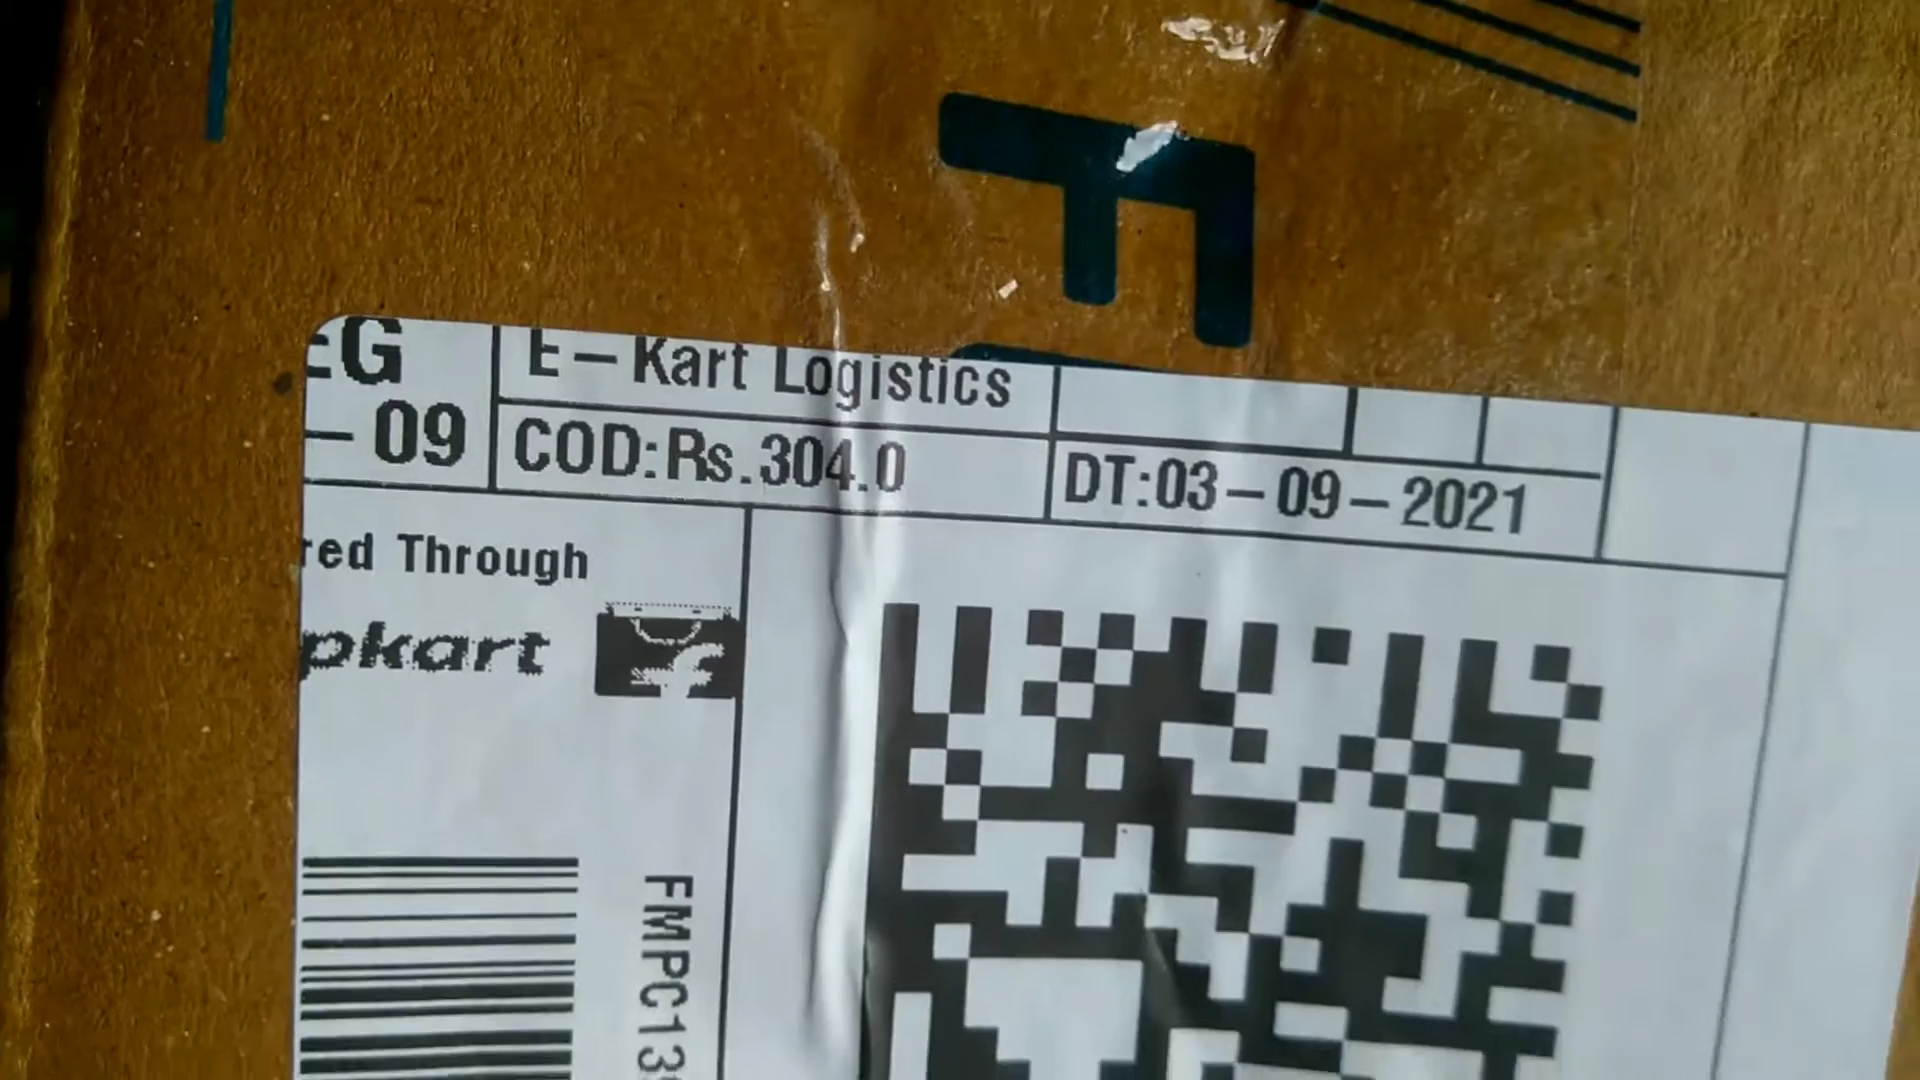 F
EG
E-Kart Logistics
- 09
COD:Rs.304.0
DT:03-09-2021
red Through
pkart
FMPC13